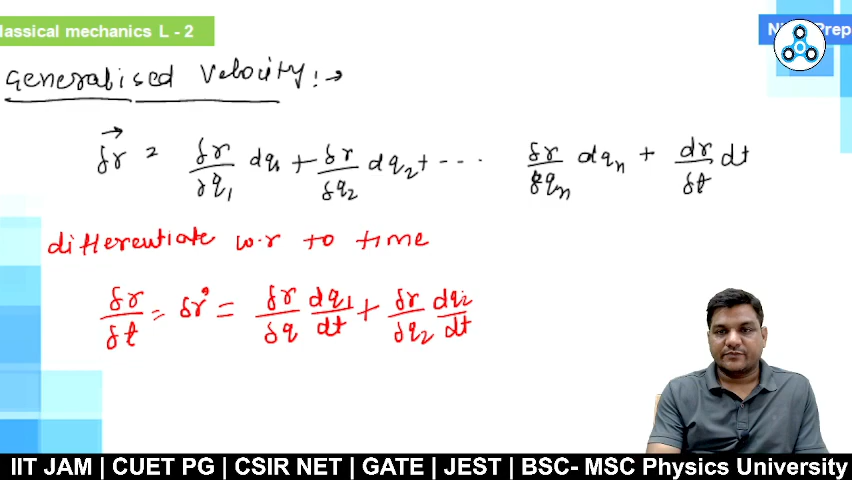 lassical mechanics L - 2
Ni Prep
Generalised Velocity :→
δr⃗ = δr/δq₁ dq₁ + δr/δq₂ dq₂ + --- δr/δqₙ dqₙ + dr/δt dt
differentiate w.r to time
δr/δt = δṙ = δr/δq dq₁/dt + δr/δq₂ dq₂/dt
IIT JAM | CUET PG | CSIR NET | GATE | JEST | BSC- MSC Physics University